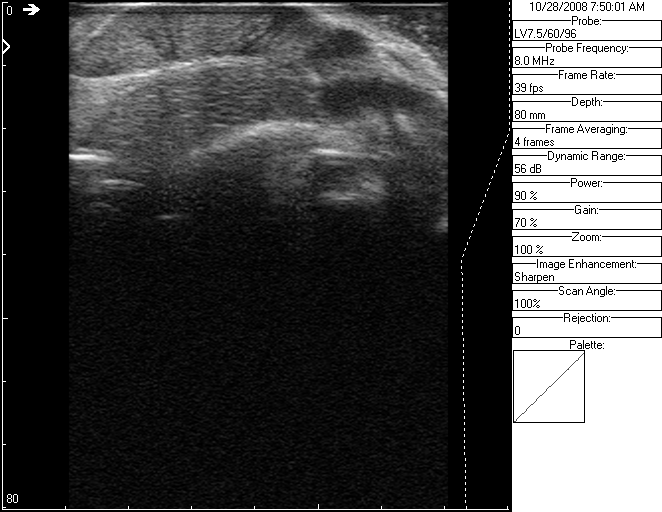 0
80
10/28/2008 7:50:01 AM
Probe:
LV7.5/60/96
Probe Frequency:
8.0 MHz
Frame Rate:
39 fps
Depth:
80 mm
Frame Averaging:
4 frames
Dynamic Range:
56 dB
Power:
90 %
Gain:
70 %
Zoom:
100 %
Image Enhancement:
Sharpen
Scan Angle:
100%
Rejection:
0
Palette: